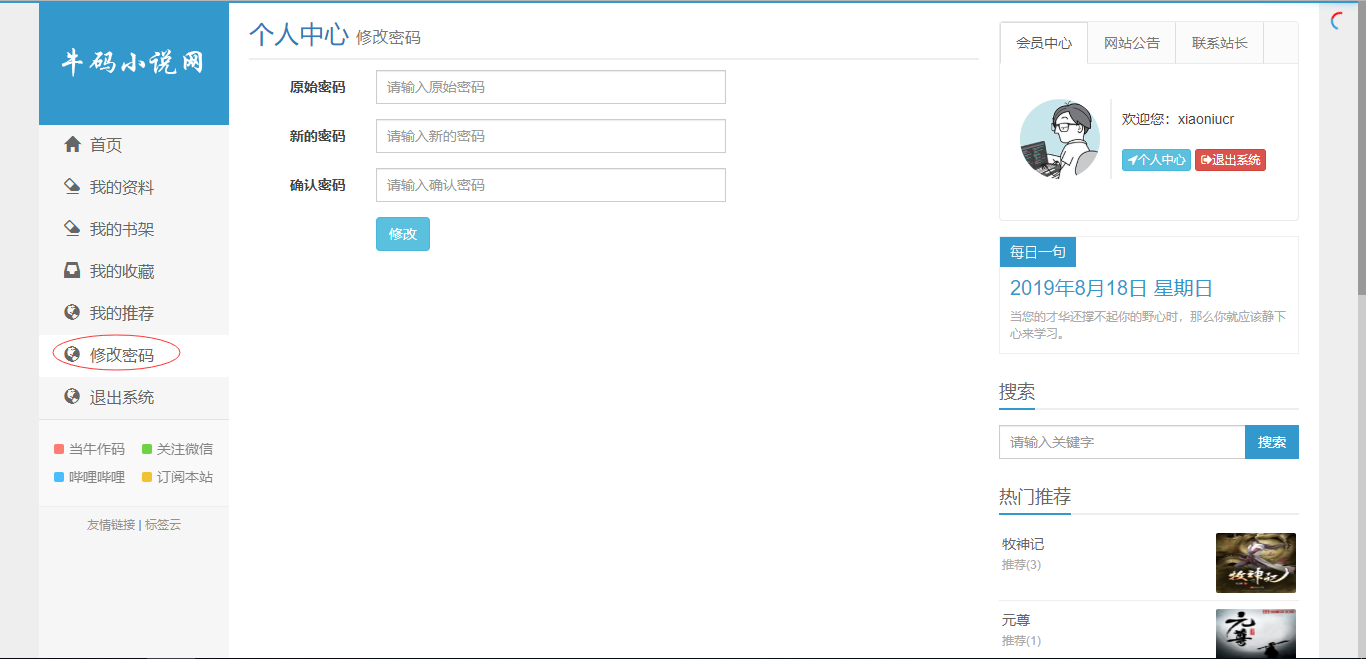 牛码小说网
首页
我的资料
我的书架
我的收藏
我的推荐
修改密码
退出系统
当牛作码 关注微信
哔哩哔哩 订阅本站
友情链接 | 标签云
个人中心 修改密码
原始密码 请输入原始密码
新的密码 请输入新的密码
确认密码 请输入确认密码
修改
会员中心 网站公告 联系站长
欢迎您：xiaoniucr
个人中心 退出系统
每日一句
2019年8月18日 星期日
当您的才华还撑不起你的野心时，那么你就应该静下
心来学习。
搜索
请输入关键字 搜索
热门推荐
牧神记
推荐(3)
牧神记
元尊
推荐(1)
元尊